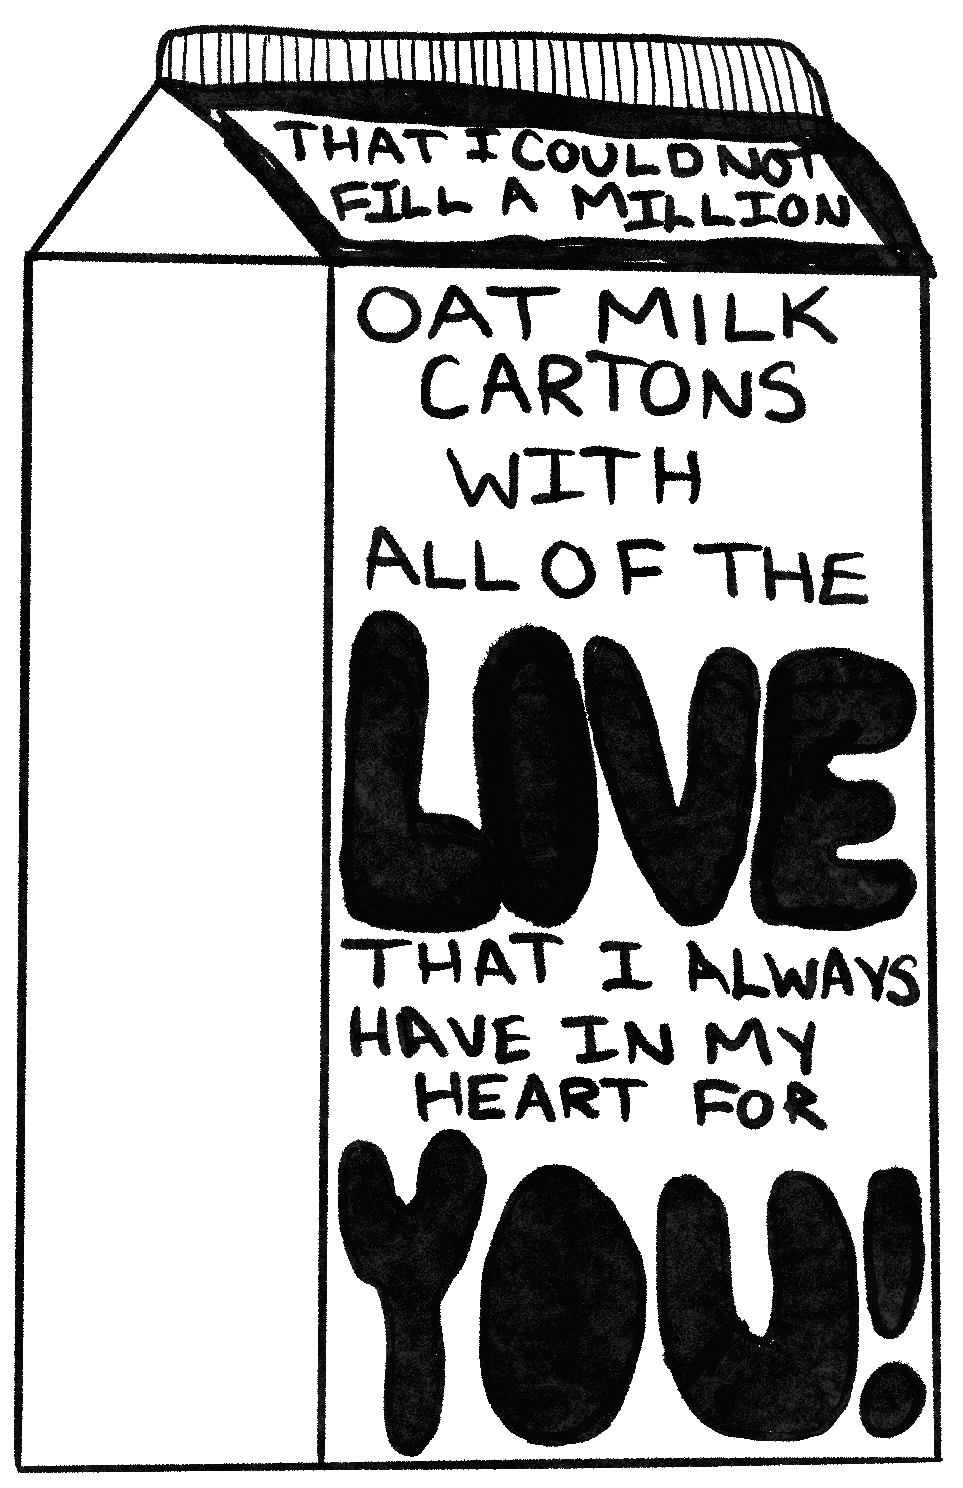 THAT I COULD NOT
FILL A MILLION
OAT MILK
CARTONS
WITH
ALL OF THE
LOVE
THAT I ALWAYS
HAVE IN MY
HEART FOR
YOU!